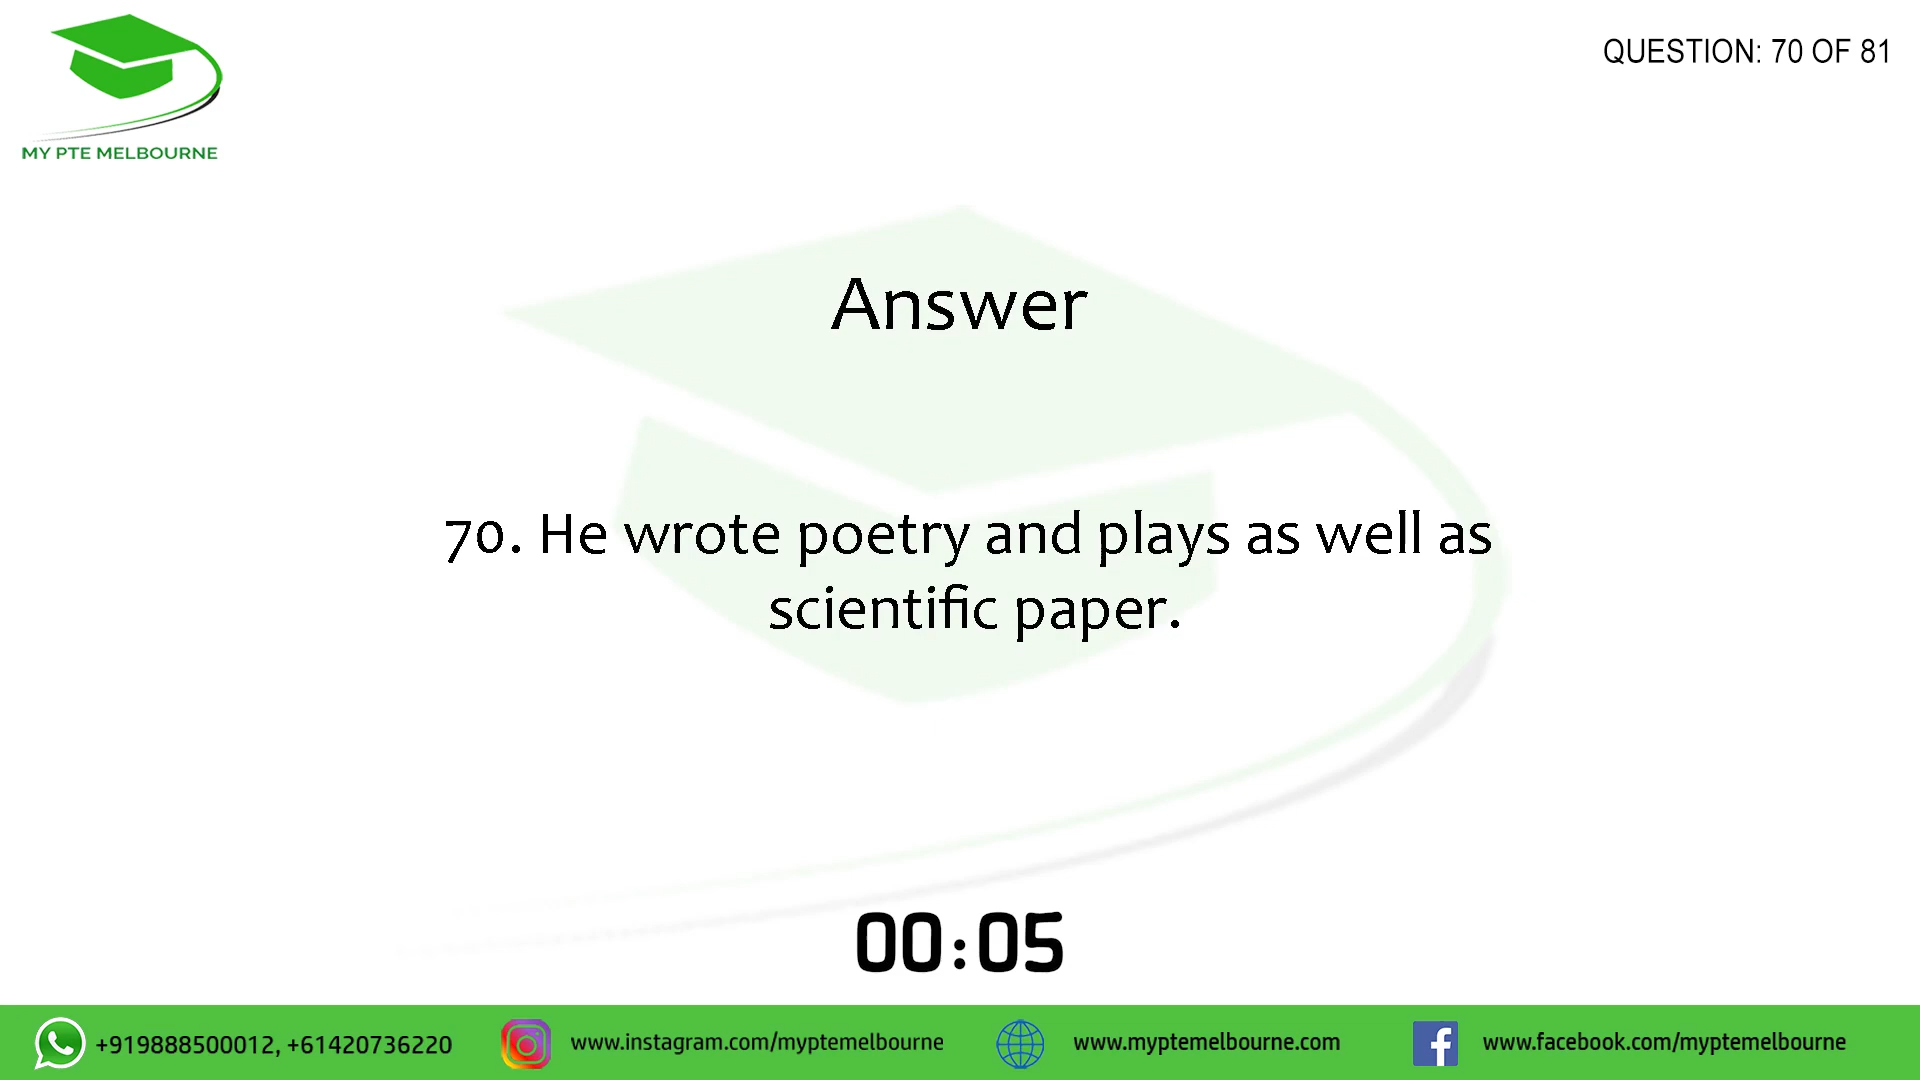 MY PTE MELBOURNE
QUESTION: 70 OF 81
Answer
70. He wrote poetry and plays as well as
scientific paper.
00:05
+919888500012, +61420736220
www.instagram.com/myptemelbourne
www.myptemelbourne.com
www.facebook.com/myptemelbourne